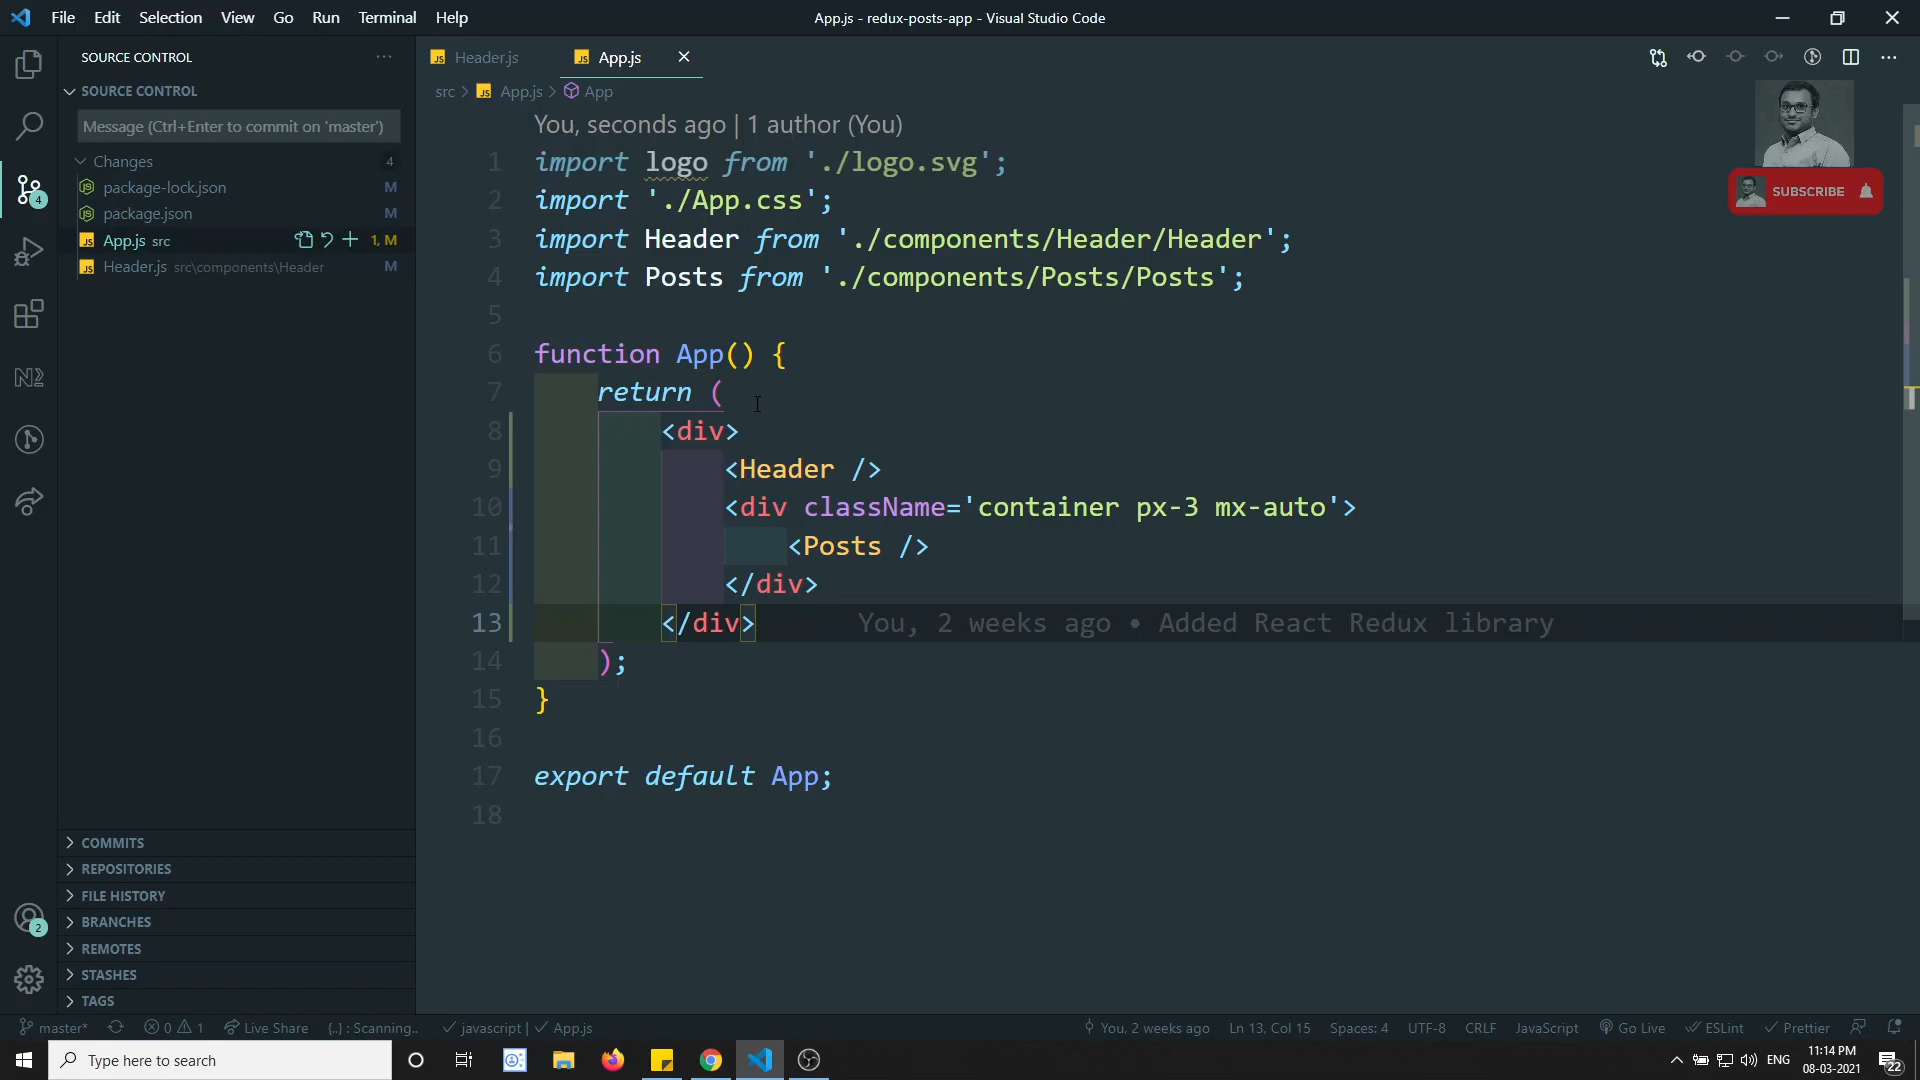 File Edit Selection View Go Run Terminal Help
App.js - redux-posts-app - Visual Studio Code
SOURCE CONTROL
SOURCE CONTROL
Message (Ctrl+Enter to commit on 'master')
Changes 4
package-lock.json M
package.json M
App.js src 1, M
Header.js src\components\Header M
COMMITS
REPOSITORIES
FILE HISTORY
BRANCHES
REMOTES
STASHES
TAGS
4
2
Header.js App.js
src > App.js > App
SUBSCRIBE
You, seconds ago | 1 author (You)
1 import logo from './logo.svg';
2 import './App.css';
3 import Header from './components/Header/Header';
4 import Posts from './components/Posts/Posts';
5
6 function App() {
7 return (
8 <div>
9 <Header />
10 <div className='container px-3 mx-auto'>
11 <Posts />
12 </div>
13 </div> You, 2 weeks ago • Added React Redux library
14 );
15 }
16
17 export default App;
18
master* 0 1 Live Share {..} : Scanning.. javascript | App.js You, 2 weeks ago Ln 13, Col 15 Spaces: 4 UTF-8 CRLF JavaScript Go Live ESLint Prettier
Type here to search
ENG
11:14 PM
08-03-2021
22